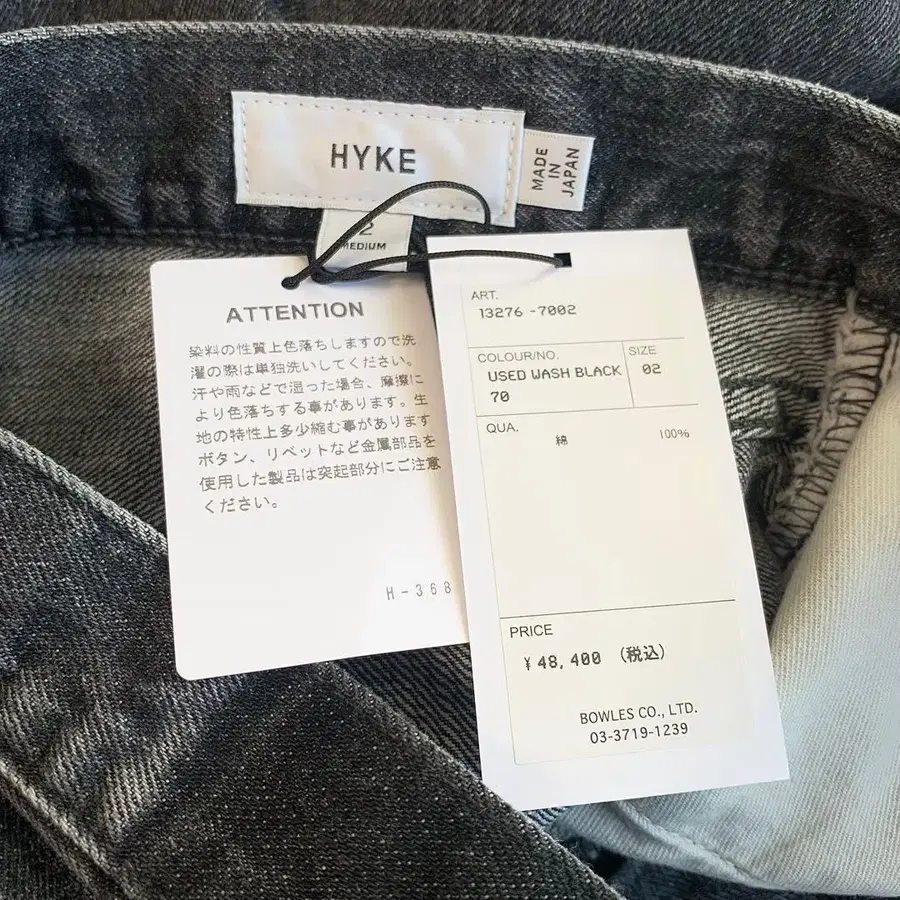 HYKE
MADE
IN
JAPAN
2
MEDIUM
ATTENTION
染料の性質上色落ちしますので洗
濯の際は単独洗いしてください。
汗や雨などで湿った場合、摩擦に
より色落ちする事があります。生
地の特性上多少縮む事があります
ボタン、リベットなど金属部品を
使用した製品は突起部分にご注意
ください。
H-368
ART.
13276 -7002
COLOUR/NO.
USED WASH BLACK
70
SIZE
02
QUA.
綿 100%
PRICE
¥48,400 (税込)
BOWLES CO., LTD.
03-3719-1239